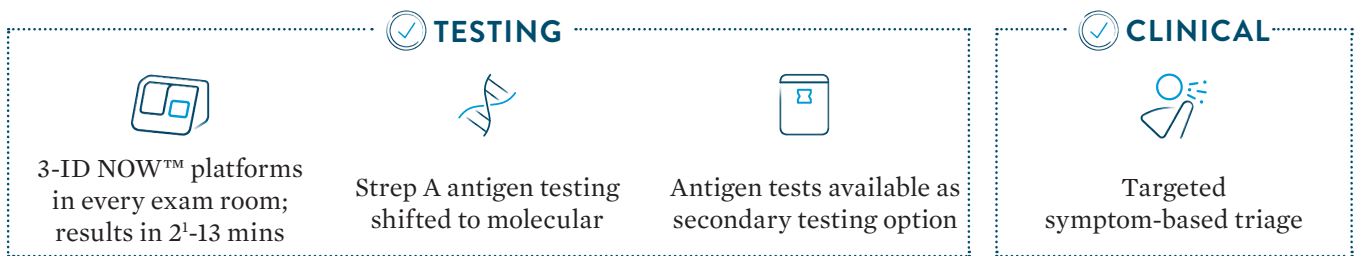 TESTING
3-ID NOW™ platforms
in every exam room;
results in 2¹-13 mins
Strep A antigen testing
shifted to molecular
Antigen tests available as
secondary testing option
CLINICAL
Targeted
symptom-based triage